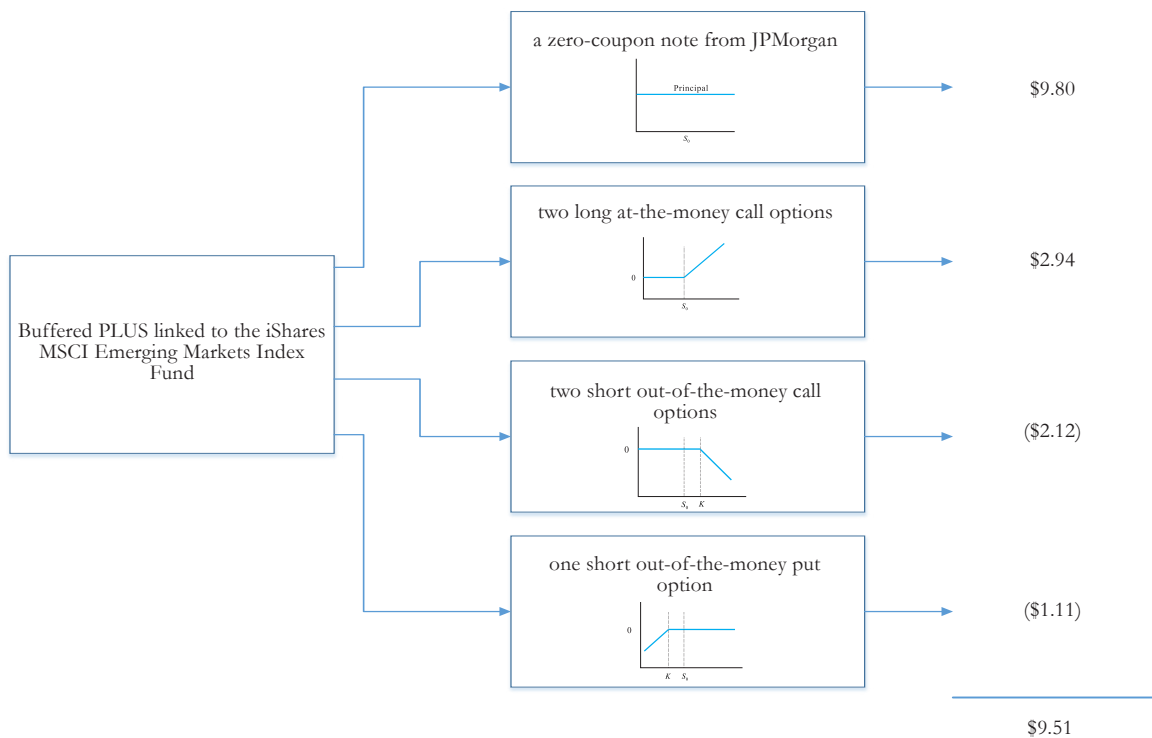 a zero-coupon note from JPMorgan
Principal
S₀
$9.80
two long at-the-money call options
0
S₀
$2.94
Buffered PLUS linked to the iShares
MSCI Emerging Markets Index
Fund
two short out-of-the-money call
options
0
S₀ K
($2.12)
one short out-of-the-money put
option
0
K S₀
($1.11)
$9.51